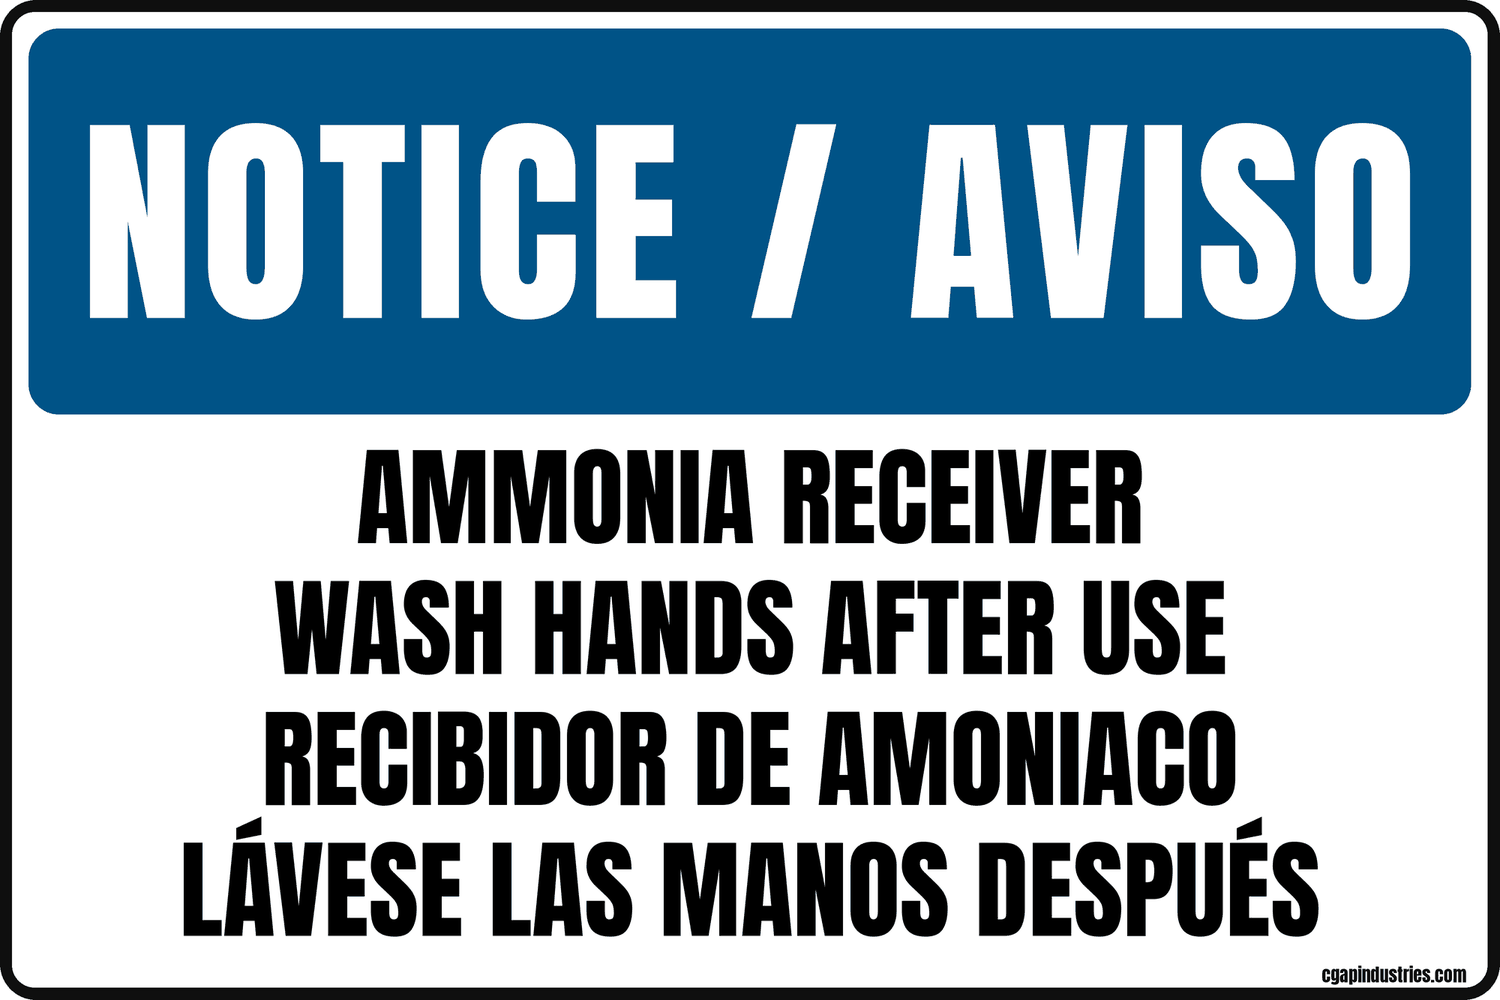 NOTICE / AVISO
AMMONIA RECEIVER
WASH HANDS AFTER USE
RECIBIDOR DE AMONIACO
LÁVESE LAS MANOS DESPUÉS
cgapindustries.com